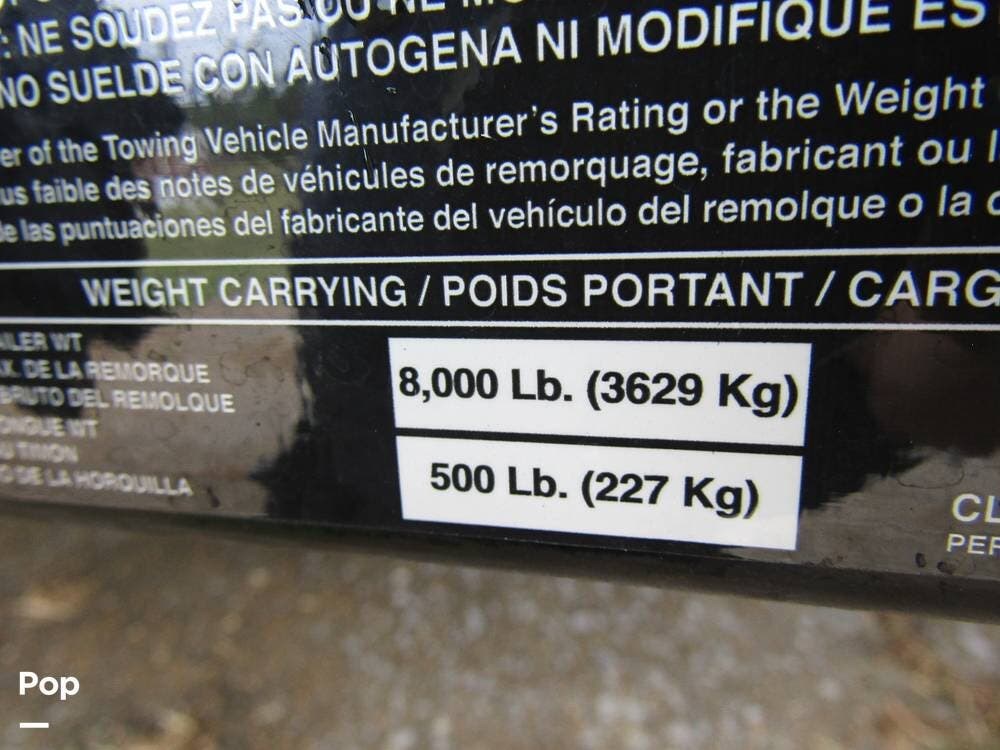 : NE SOUDEZ PAS OU NE
NO SUELDE CON AUTOGENA NI MODIFIQUE ES
er of the Towing Vehicle Manufacturer's Rating or the Weight
us faible des notes de véhicules de remorquage, fabricant ou l
de las puntuaciones del fabricante del vehículo del remolque o la c
WEIGHT CARRYING / POIDS PORTANT / CARG
AILER WT
AX. DE LA REMORQUE
BRUTO DEL REMOLQUE
8,000 Lb. (3629 Kg)
ONGUE WT
U TIMON
O DE LA HORQUILLA
500 Lb. (227 Kg)
CL
PER
Pop